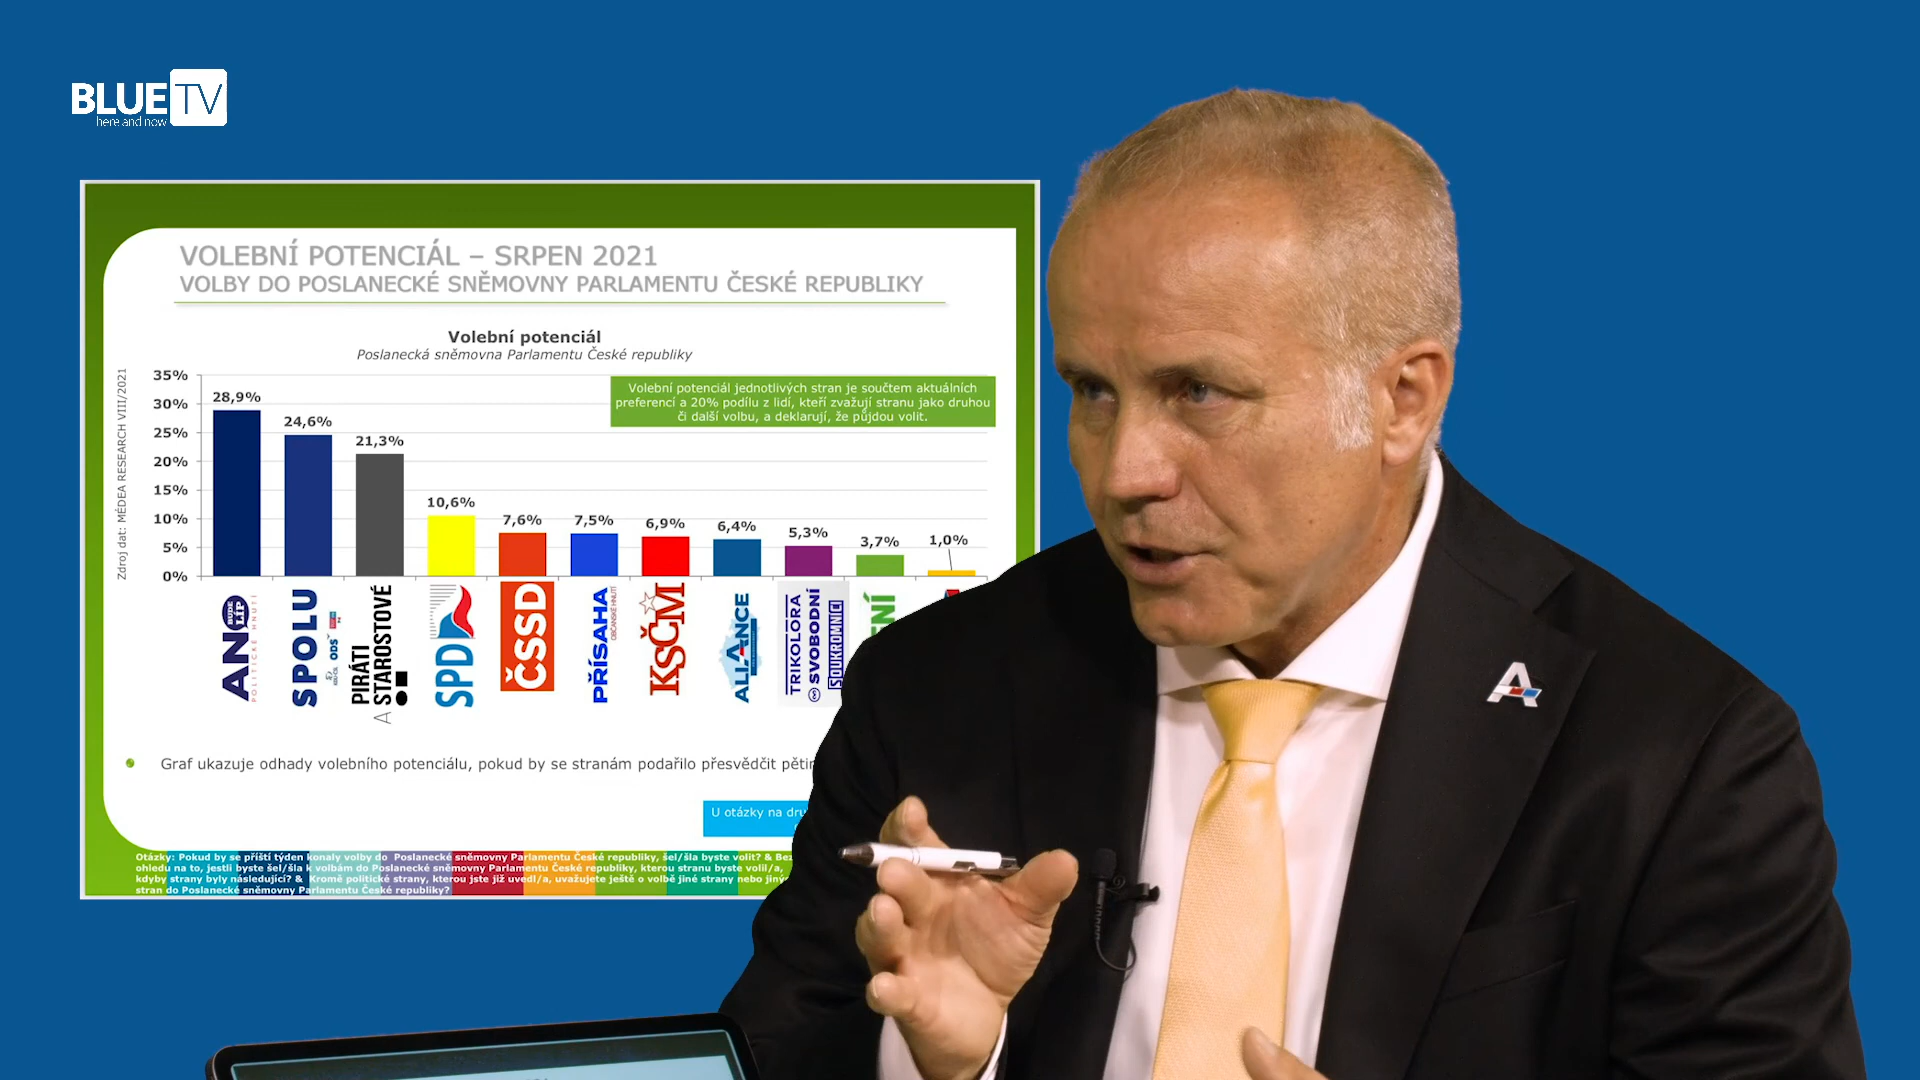 BLUE TV
here and now
VOLEBNÍ POTENCIÁL – SRPEN 2021
VOLBY DO POSLANECKÉ SNĚMOVNY PARLAMENTU ČESKÉ REPUBLIKY
Volební potenciál
Poslanecká sněmovna Parlamentu České republiky
Zdroj dat: MÉDEA RESEARCH VIII/2021
Volební potenciál jednotlivých stran je součtem aktuálních
preferencí a 20% podílu z lidí, kteří zvažují stranu jako druhou
či další volbu, a deklarují, že půjdou volit.
35%
30%
25%
20%
15%
10%
5%
0%
28,9%
24,6%
21,3%
10,6%
7,6%
7,5%
6,9%
6,4%
5,3%
3,7%
1,0%
ANO BUDE LÍP
POLITICKÉ HNUTÍ
SPOLU
ODS
PIRÁTI
A STAROSTOVÉ
SPD
ČSSD
PŘÍSAHA
OBČANSKÉ HNUTÍ
KSČM
ALIANCE
TRIKOLORA
SVOBODNÍ
SOUKROMNÍCI
Graf ukazuje odhady volebního potenciálu, pokud by se stranám podařilo přesvědčit
U otázky na
Otázky: Pokud by se příští týden konaly volby do Poslanecké sněmovny Parlamentu České republiky, šel/šla byste volit? &
ohledu na to, jestli byste šel/šla k volbám do Poslanecké sněmovny Parlamentu České republiky, kterou stranu byste volil/a,
kdyby strany byly následující? & Kromě politické strany, kterou jste již uvedl/a, uvažujete ještě o volbě jiné strany nebo
stran do Poslanecké sněmovny Parlamentu České republiky?
A